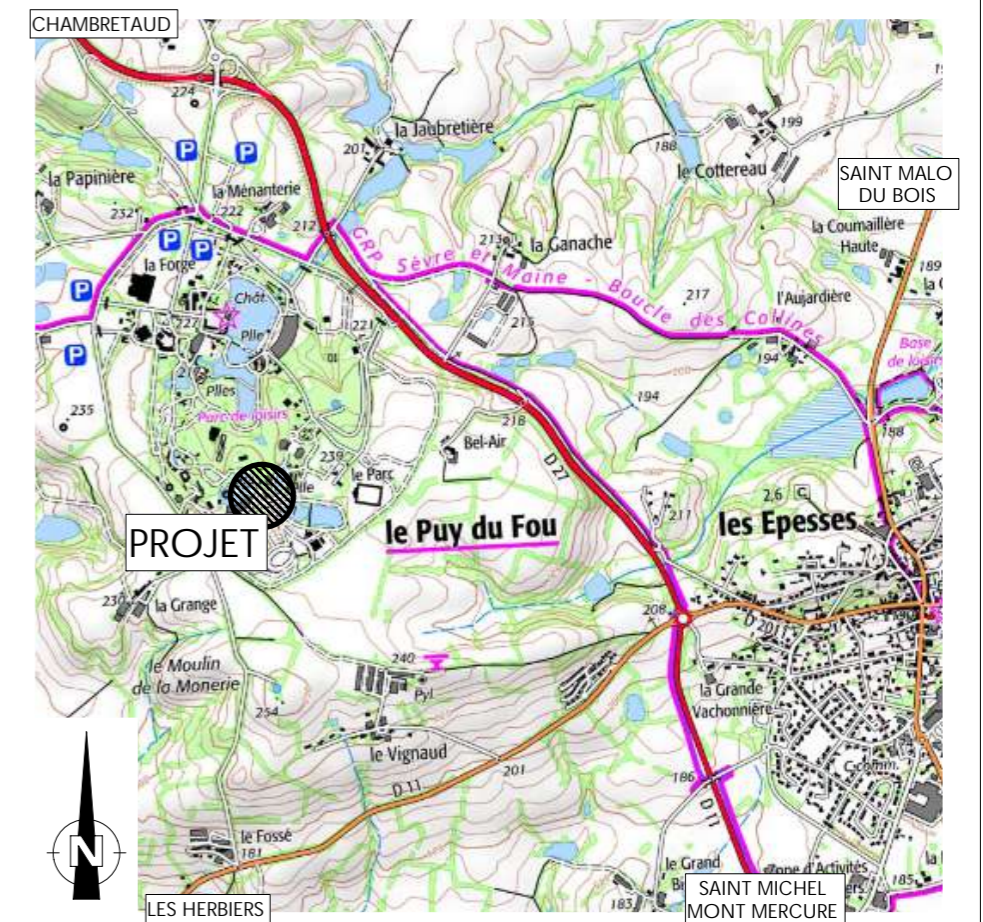 CHAMBRETAUD
224
la Jaubretière
201
199
188
le Cottereau
P
P
la Papinière
la Ménanterie
SAINT MALO
DU BOIS
232
222
212
GRP Sèvre et Maine - Boucle des Collines
213
la Ganache
la Coumaillère
Haute
P
P
la Forge
189
P
Chât.
217
l'Aujardière
227
Plle
221
215
194
Base
de loisirs
P
Plles
Parc de loisirs
194
235
218
188
Bel-Air
239
le Parc
D 27
2,6
C
PROJET
le Puy du Fou
211
les Epesses
230
la Grange
208
le Moulin
de la Monerie
240
Pyl
la Grande
Vachonnière
254
le Vignaud
201
186
C.comm.
D 11
D 11
N
le Fossé
181
le Grand
Zone d'Activités
183
185
LES HERBIERS
SAINT MICHEL
MONT MERCURE